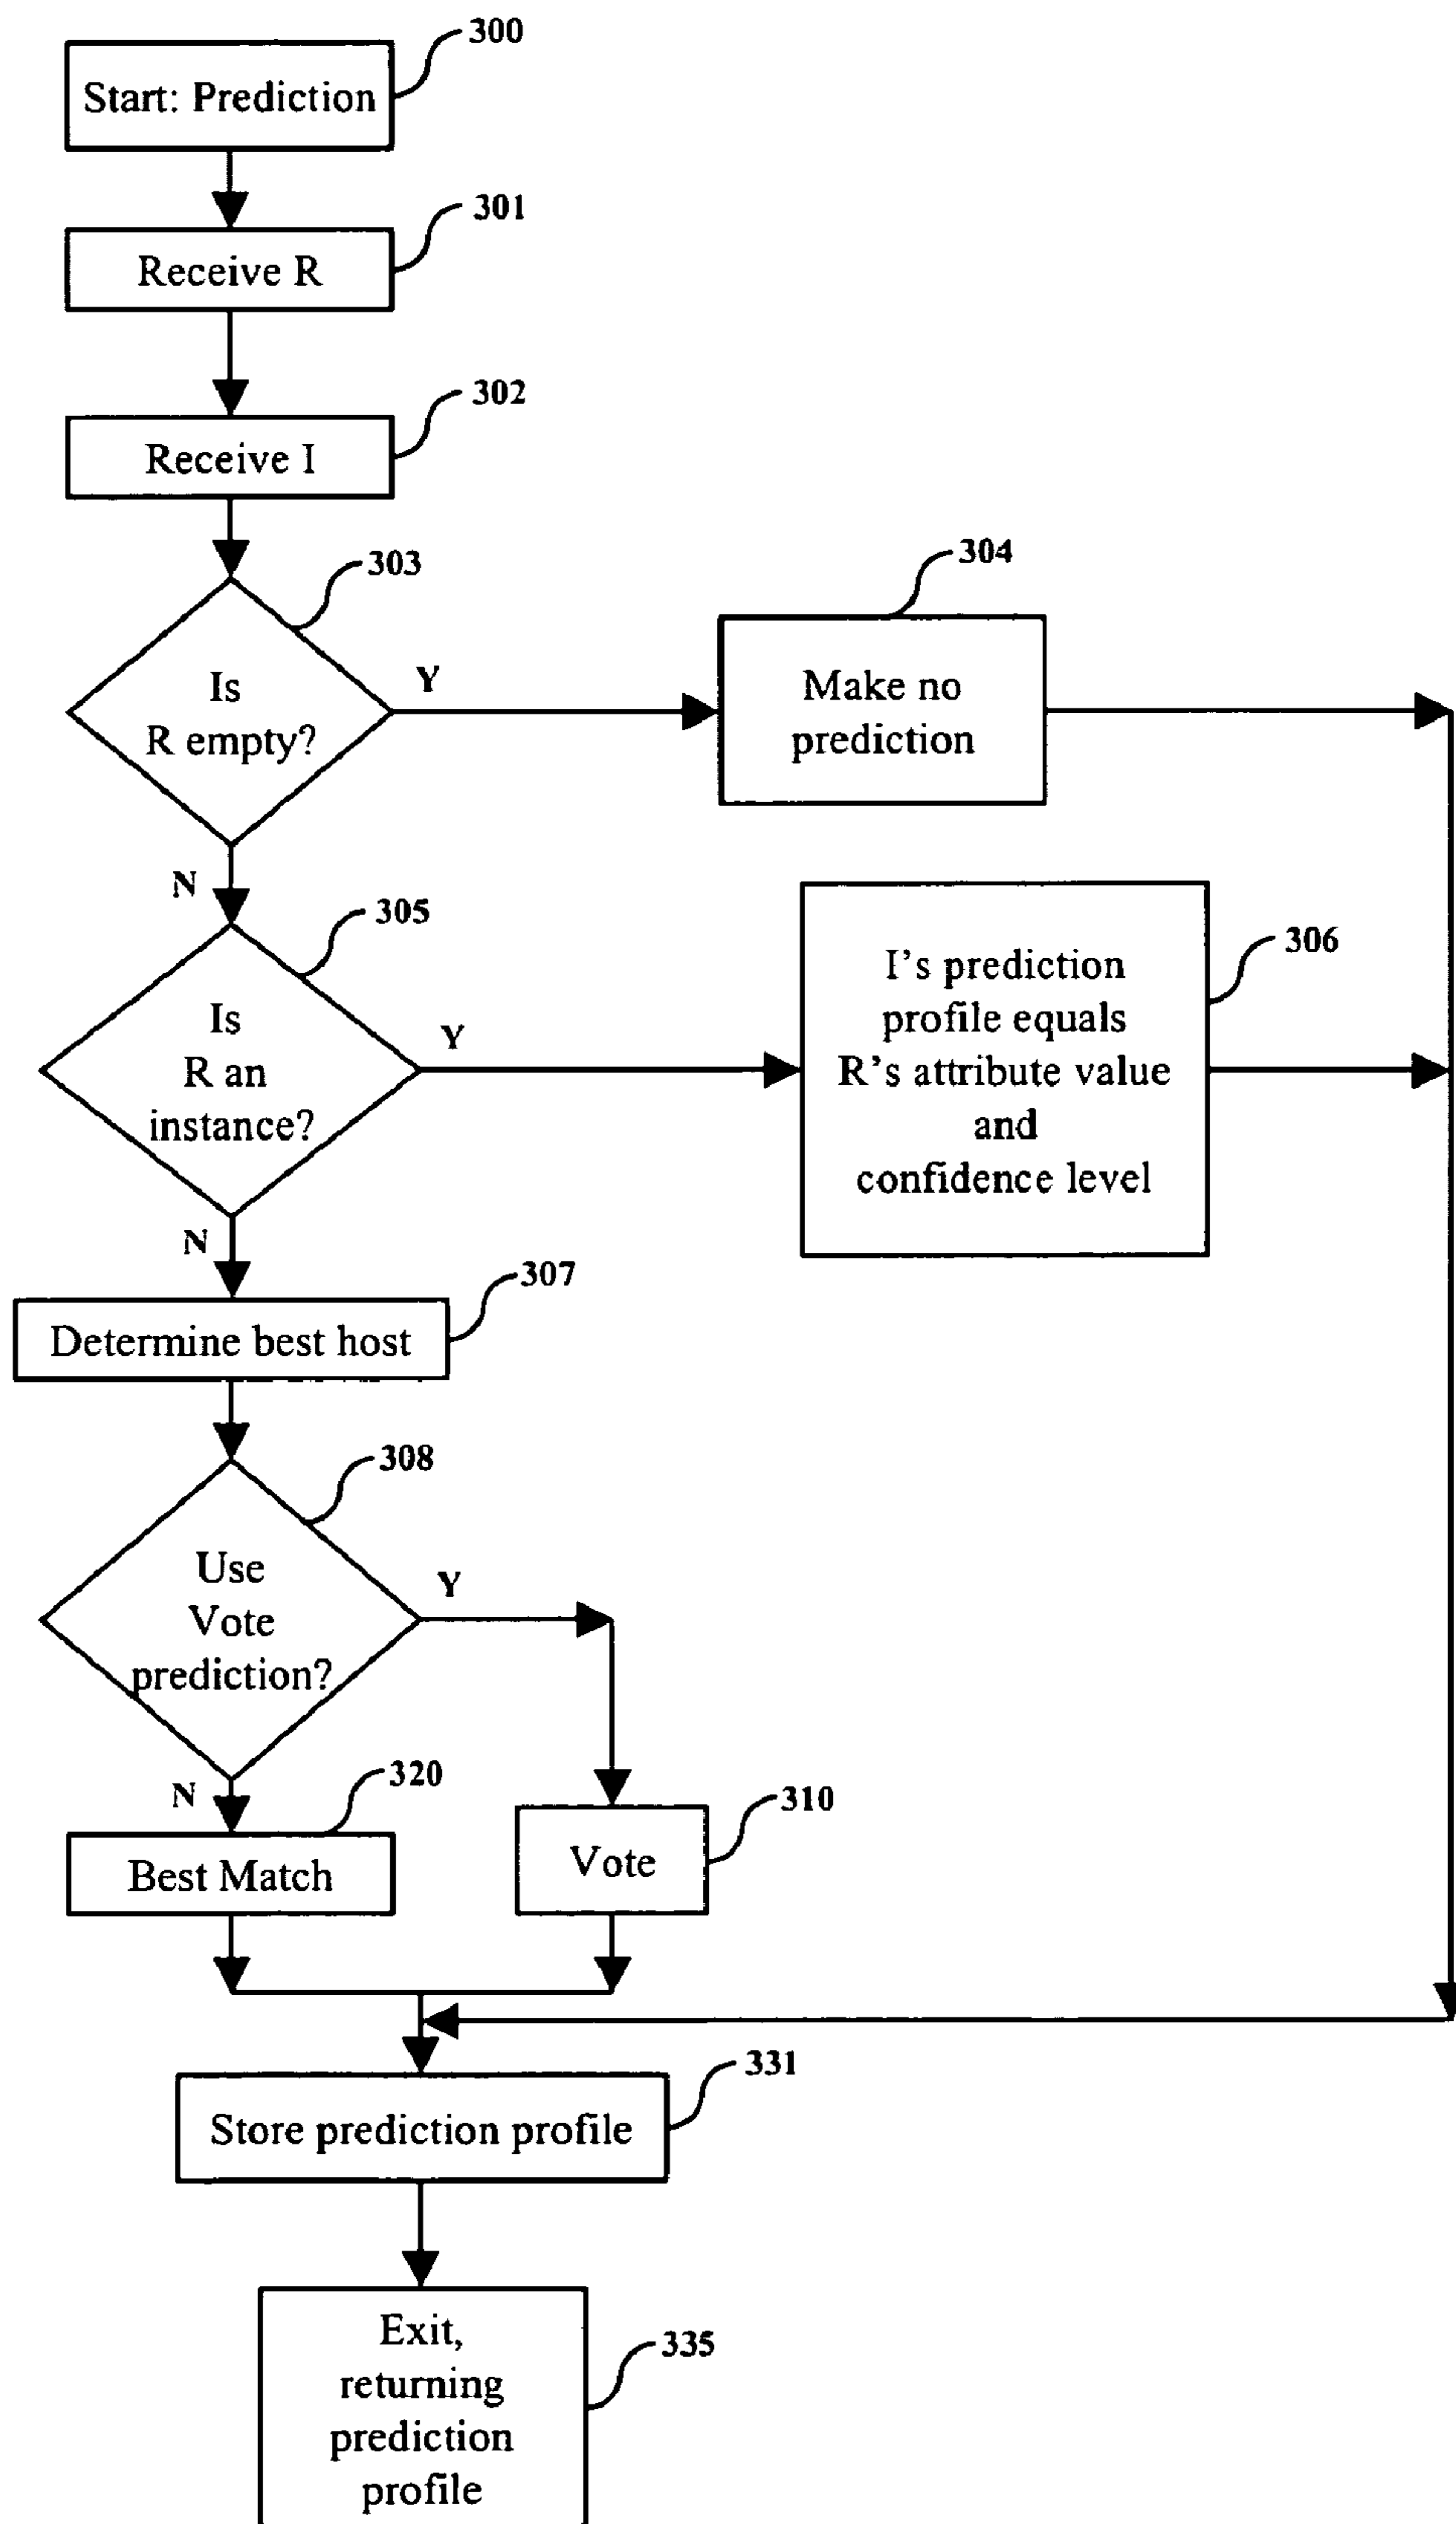 300
Start: Prediction
301
Receive R
302
Receive I
303
Is
R empty?
Y
304
Make no
prediction
N
305
Is
R an
instance?
Y
306
I's prediction
profile equals
R's attribute value
and
confidence level
N
307
Determine best host
308
Use
Vote
prediction?
Y
N
320
Best Match
310
Vote
331
Store prediction profile
335
Exit,
returning
prediction
profile